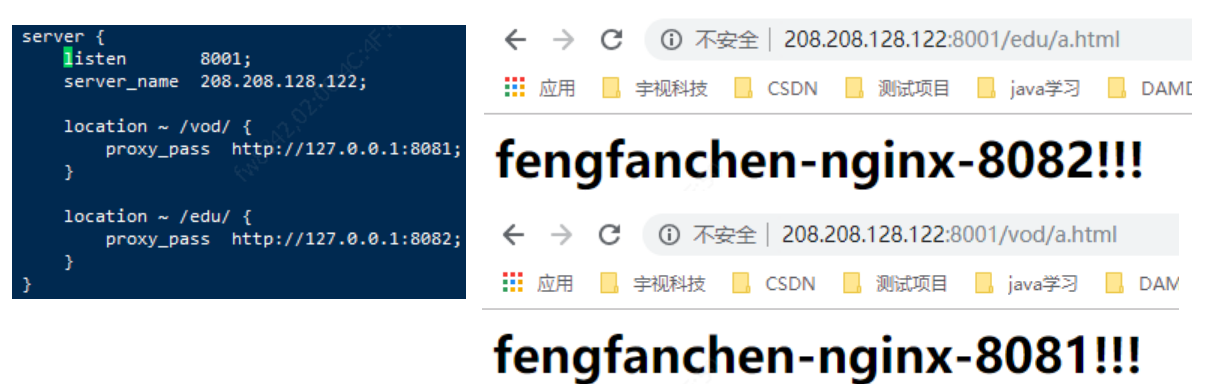 server {
    listen       8001;
    server_name  208.208.128.122;
    location ~ /vod/ {
        proxy_pass  http://127.0.0.1:8081;
    }
    location ~ /edu/ {
        proxy_pass  http://127.0.0.1:8082;
    }
}
不安全 | 208.208.128.122:8001/edu/a.html
应用 宇视科技 CSDN 测试项目 java学习
fengfanchen-nginx-8082!!!
不安全 | 208.208.128.122:8001/vod/a.html
应用 宇视科技 CSDN 测试项目 java学习 DAM
fengfanchen-nginx-8081!!!